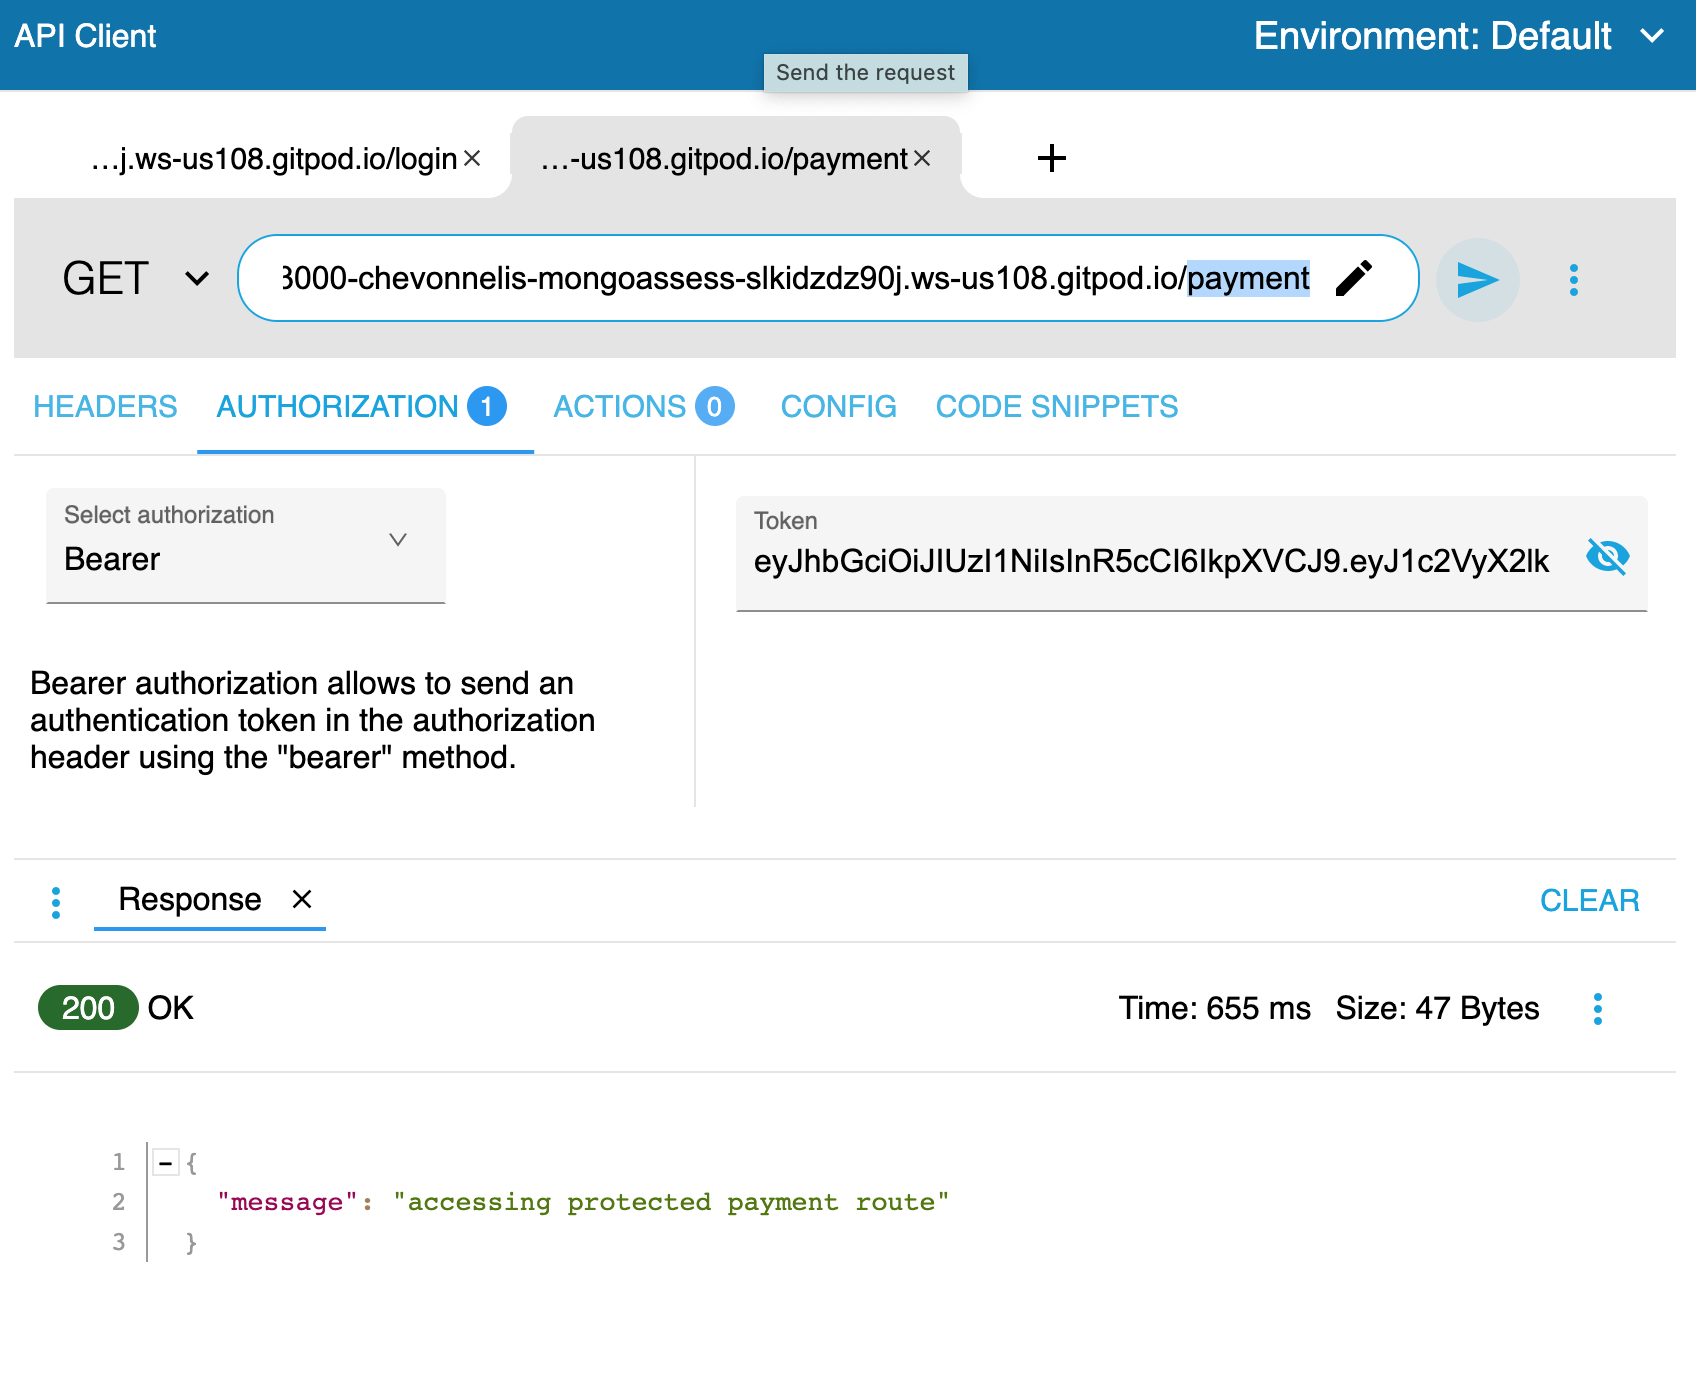 API Client
Environment: Default
Send the request
...j.ws-us108.gitpod.io/login
...-us108.gitpod.io/payment
GET
3000-chevonnelis-mongoassess-slkidzdz90j.ws-us108.gitpod.io/payment
HEADERS AUTHORIZATION 1 ACTIONS 0 CONFIG CODE SNIPPETS
Select authorization
Bearer
Token
eyJhbGciOiJIUzI1NiIsInR5cCI6IkpXVCJ9.eyJ1c2VyX2lk
Bearer authorization allows to send an
authentication token in the authorization
header using the "bearer" method.
Response
CLEAR
200 OK
Time: 655 ms Size: 47 Bytes
1 {
2 "message": "accessing protected payment route"
3 }